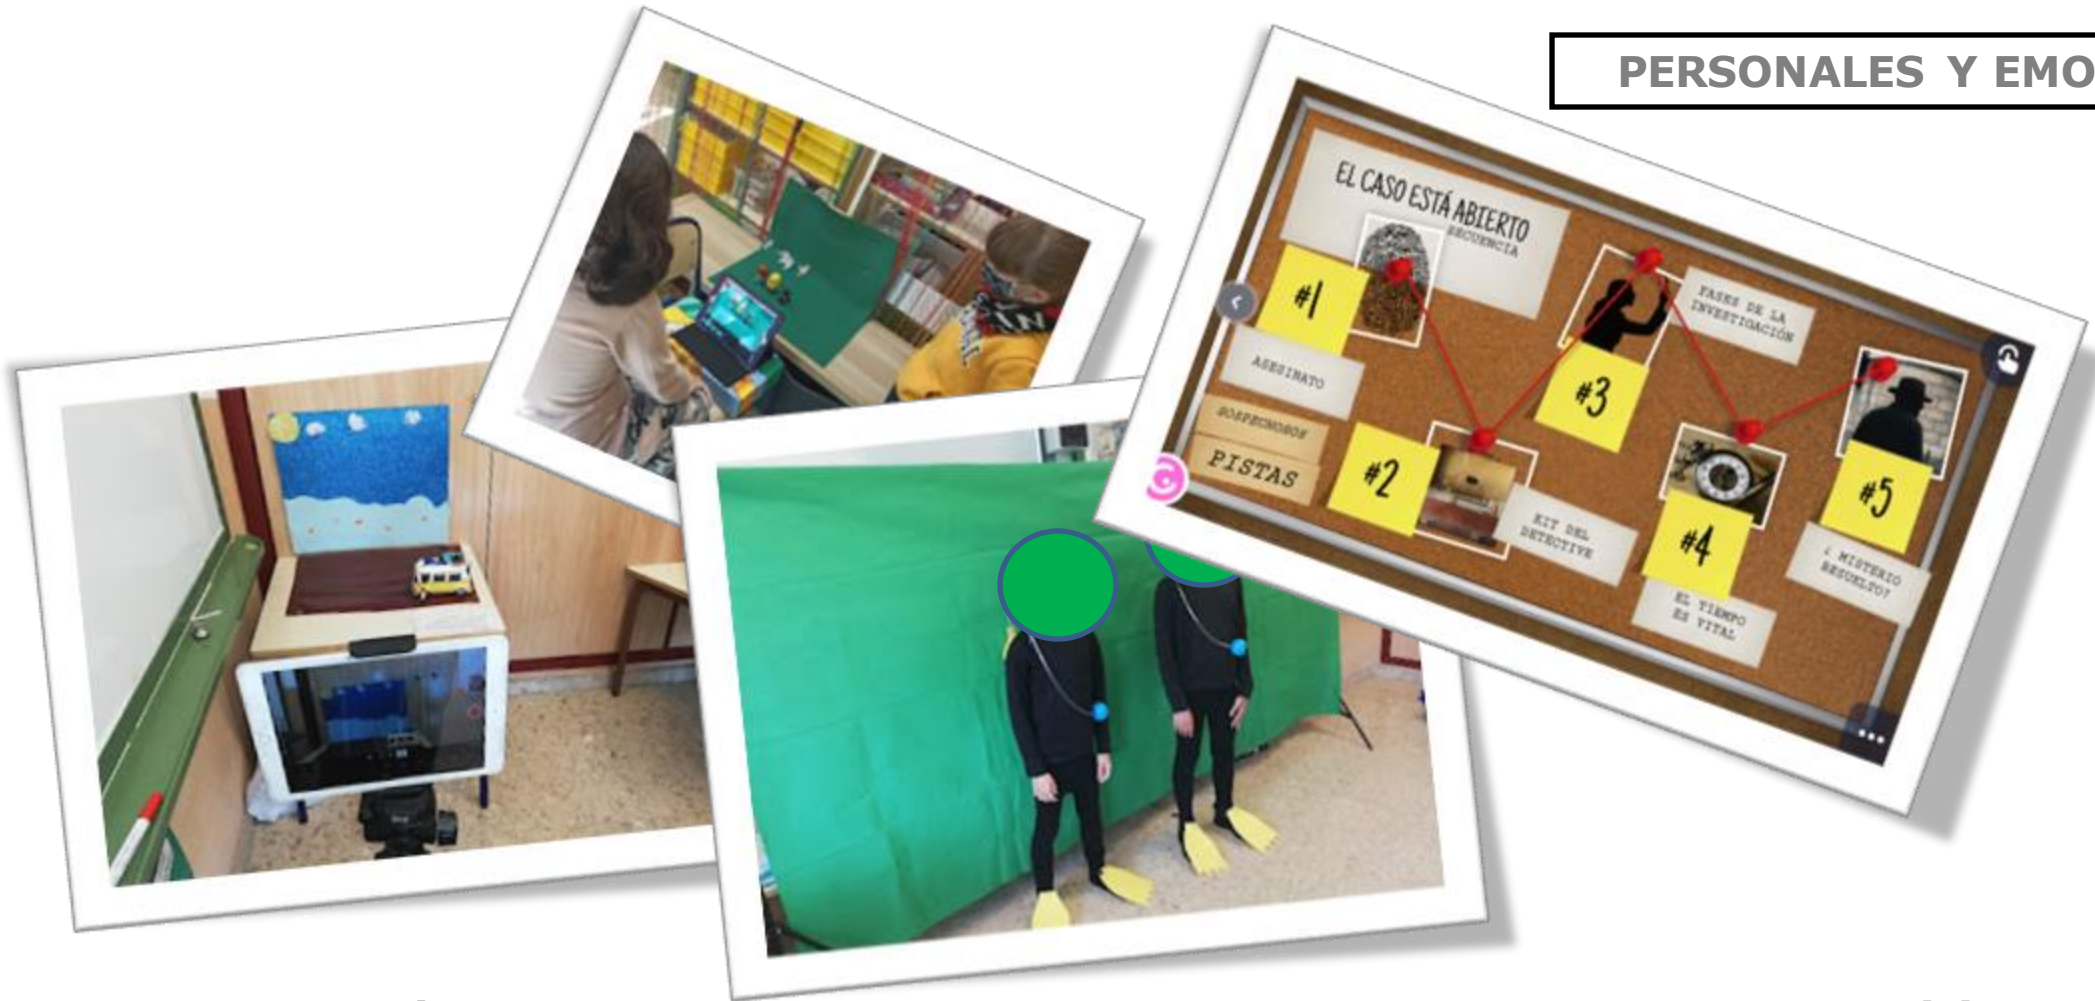 PERSONALES Y EMO
EL CASO ESTÁ ABIERTO
SECUENCIA
#1
ASESINATO
SOSPECHOSOS
PISTAS
#2
KIT DEL
DETECTIVE
#3
FASES DE LA
INVESTIGACIÓN
#4
EL TIEMPO
ES VITAL
#5
¿ MISTERIO
RESUELTO?